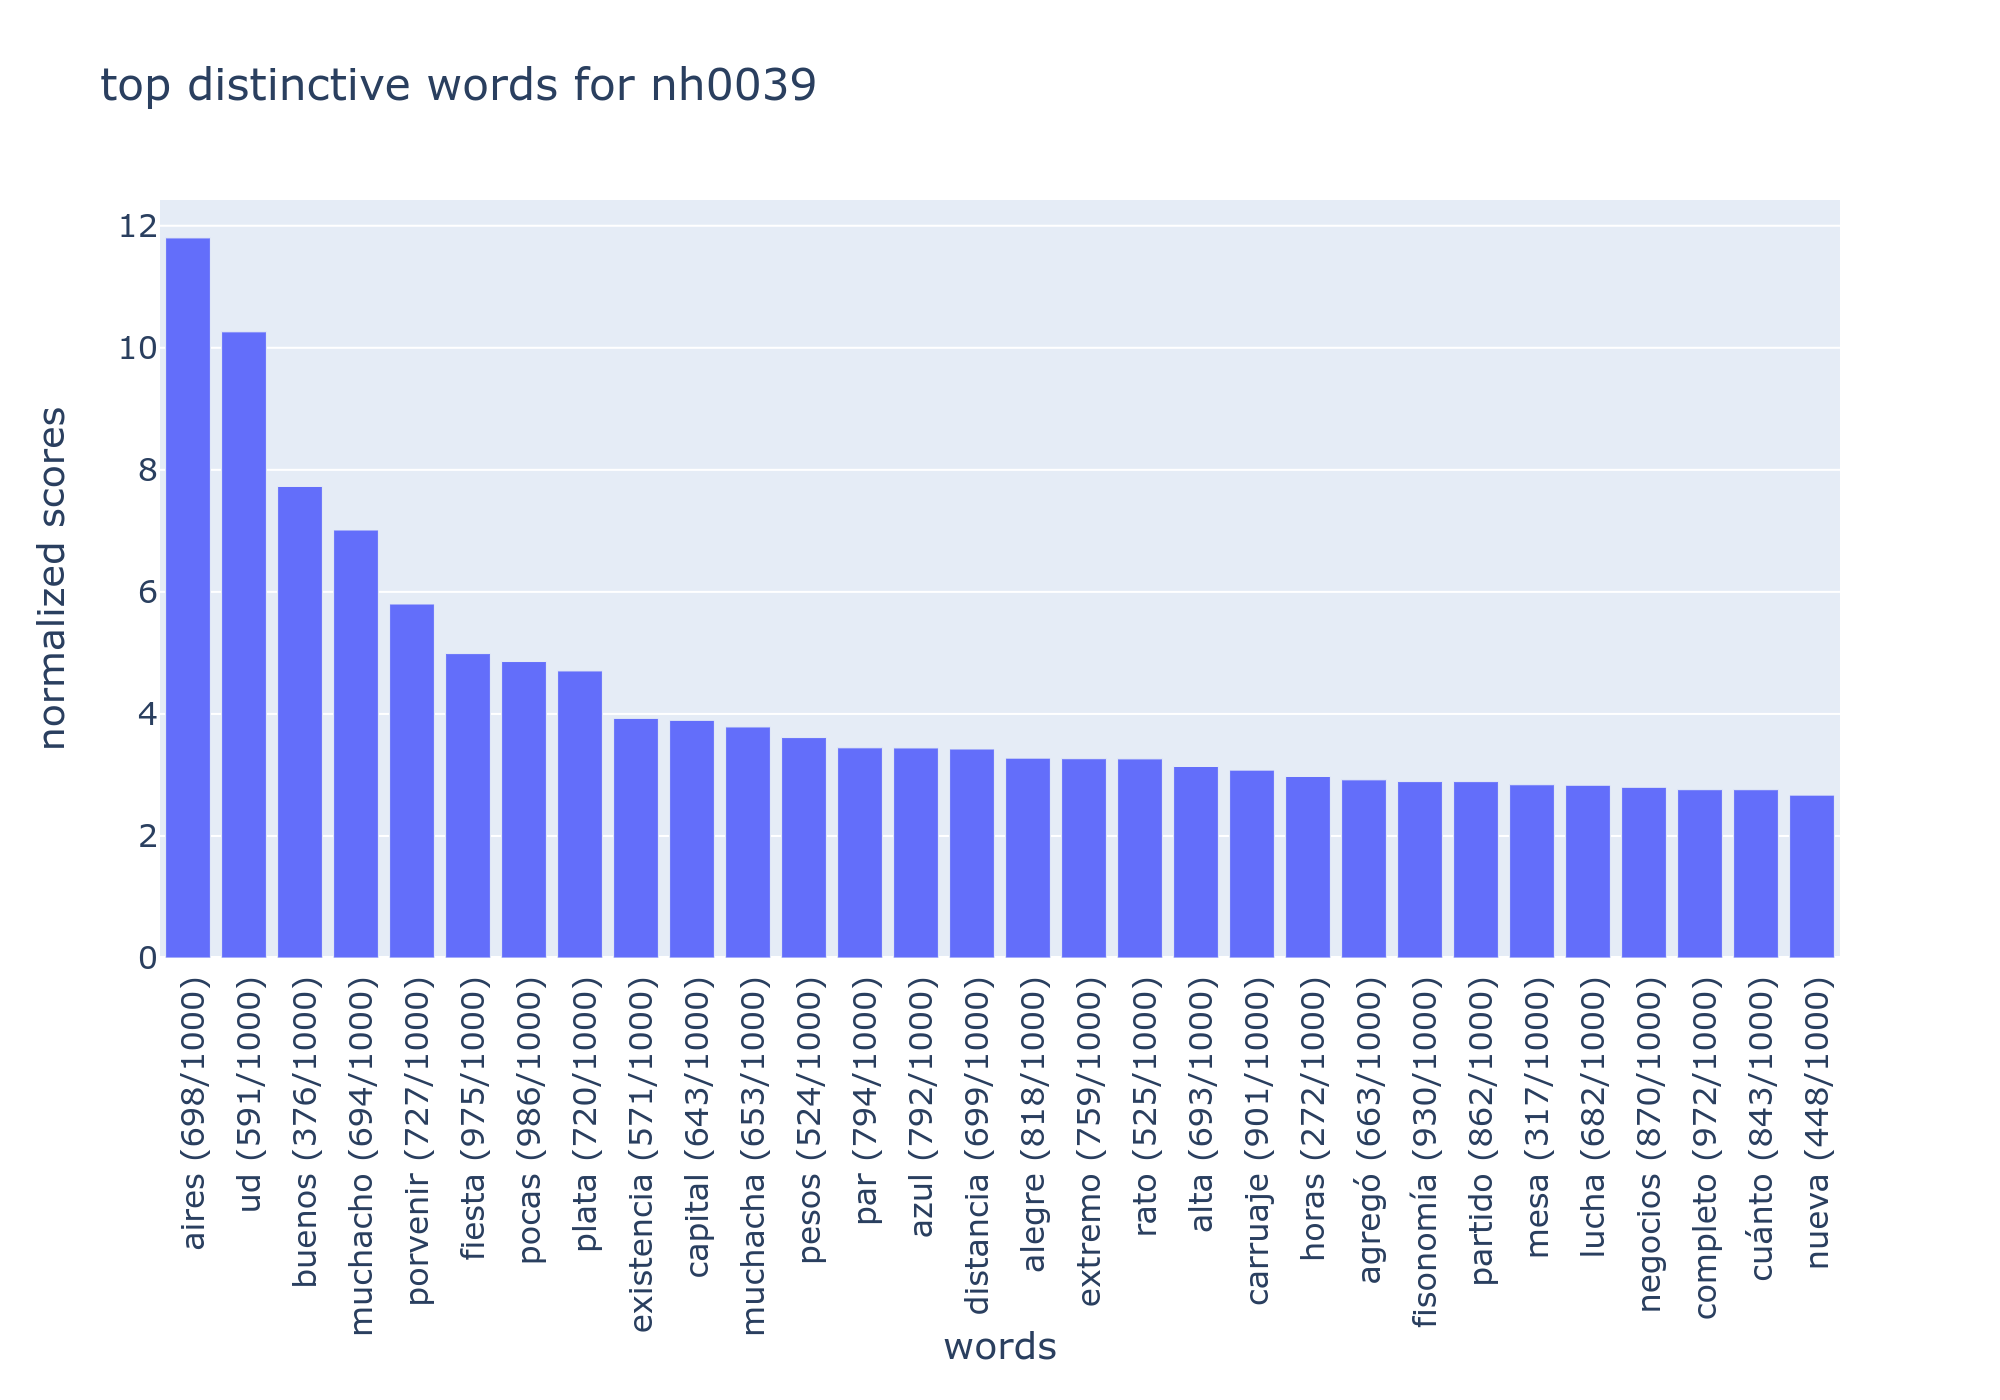 top distinctive words for nh0039
normalized scores
12
10
8
6
4
2
0
aires (698/1000)
ud (591/1000)
buenos (376/1000)
muchacho (694/1000)
porvenir (727/1000)
fiesta (975/1000)
pocas (986/1000)
plata (720/1000)
existencia (571/1000)
capital (643/1000)
muchacha (653/1000)
pesos (524/1000)
par (794/1000)
azul (792/1000)
distancia (699/1000)
alegre (818/1000)
extremo (759/1000)
rato (525/1000)
alta (693/1000)
carruaje (901/1000)
horas (272/1000)
agregó (663/1000)
fisonomía (930/1000)
partido (862/1000)
mesa (317/1000)
lucha (682/1000)
negocios (870/1000)
completo (972/1000)
cuánto (843/1000)
nueva (448/1000)
words